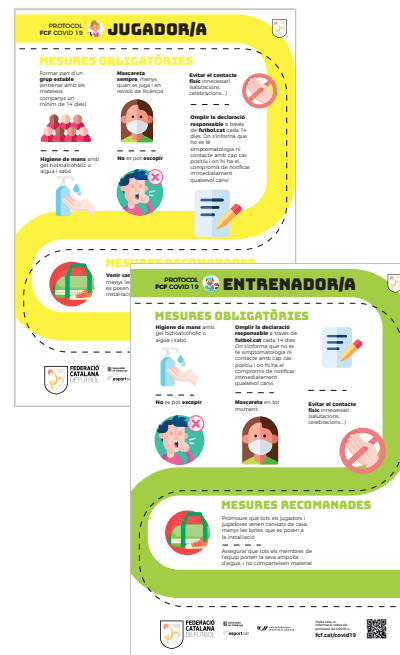 PROTOCOL
FCF COVID 19
JUGADOR/A
MESURES OBLIGATÒRIES
Formar part d'un
grup estable
(entrenar amb els
mateixos
companys un
mínim de 14 dies)
Mascareta
sempre, menys
quan es juga i en
revisió de llicència
Evitar el contacte
físic innecessari
(salutacions,
celebracions...)
Omplir la declaració
responsable a través
de futbol.cat cada 14
dies. On s'informa que
no es té
simptomatologia ni
contacte amb cap cas
positiu i on hi ha el
compromís de notificar
immediatament
qualsevol canvi
Higiene de mans amb
gel hidroalcohòlic o
aigua i sabó
No es pot escopir
MESURES RECOMANADES
Venir can
menys le
es posen
instal·lac
FEDERACIÓ
CATALANA
DE FUTBOL
esport
PROTOCOL
FCF COVID 19
ENTRENADOR/A
MESURES OBLIGATÒRIES
Higiene de mans amb
gel hidroalcohòlic o
aigua i sabó
Omplir la declaració
responsable a través de
futbol.cat cada 14 dies.
On s'informa que no es
té simptomatologia ni
contacte amb cap cas
positiu i on hi ha el
compromís de notificar
immediatament
qualsevol canvi
No es pot escopir
Mascareta en tot
moment
Evitar el contacte
físic innecessari
(salutacions,
celebracions...)
MESURES RECOMANADES
Promoure que tots els jugadors i
jugadores venen canviats de casa,
menys les botes, que es posen a
la instal·lació
Assegurar que tots els membres de
l'equip porten la seva ampolla
d'aigua, i no comparteixen material
FEDERACIÓ
CATALANA
DE FUTBOL
esportcat
fcf.cat/covid19